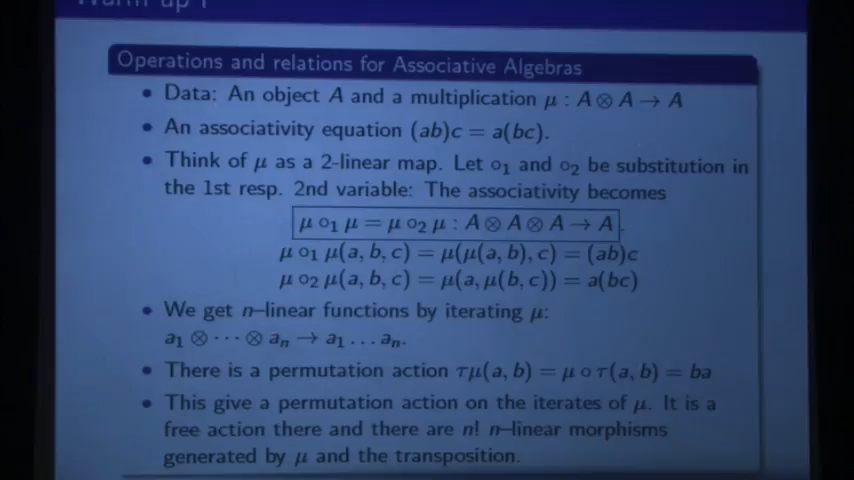 Warm up I
Operations and relations for Associative Algebras
• Data: An object A and a multiplication μ : A ⊗ A → A
• An associativity equation (ab)c = a(bc).
• Think of μ as a 2-linear map. Let ∘₁ and ∘₂ be substitution in
the 1st resp. 2nd variable: The associativity becomes
μ ∘₁ μ = μ ∘₂ μ : A ⊗ A ⊗ A → A.
μ ∘₁ μ(a, b, c) = μ(μ(a, b), c) = (ab)c
μ ∘₂ μ(a, b, c) = μ(a, μ(b, c)) = a(bc)
• We get n–linear functions by iterating μ:
a₁ ⊗ ⋯ ⊗ aₙ → a₁ … aₙ.
• There is a permutation action τμ(a, b) = μ ∘ τ(a, b) = ba
• This give a permutation action on the iterates of μ. It is a
free action there and there are n! n–linear morphisms
generated by μ and the transposition.